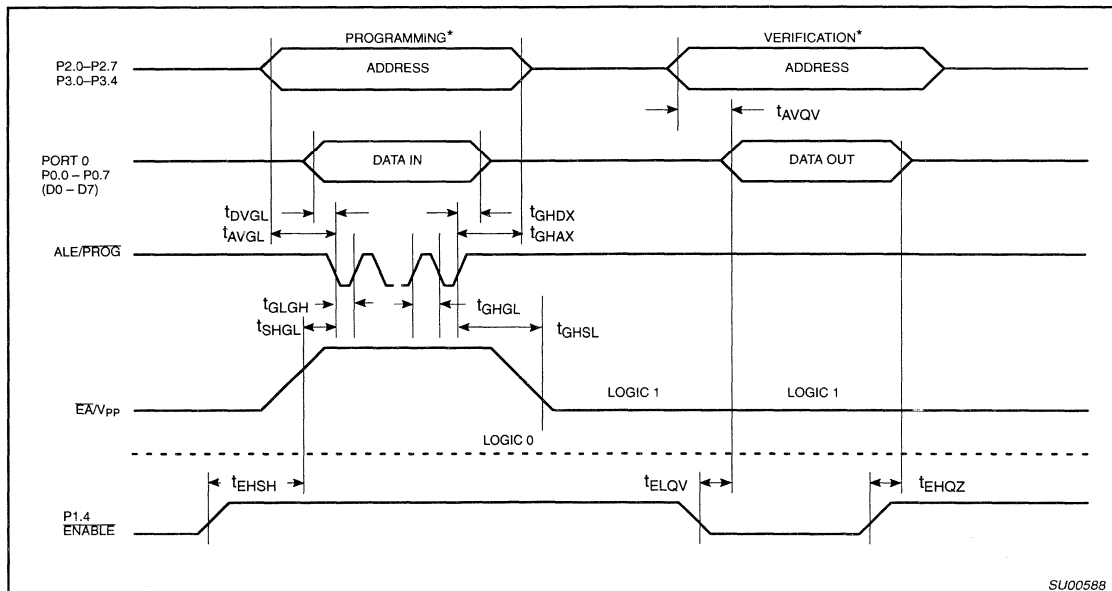 PROGRAMMING*
VERIFICATION*
P2.0–P2.7
P3.0–P3.4
ADDRESS
ADDRESS
tAVQV
PORT 0
P0.0 – P0.7
(D0 – D7)
DATA IN
DATA OUT
tDVGL
tGHDX
tAVGL
tGHAX
ALE/PROG
tGLGH
tGHGL
tSHGL
tGHSL
EA/VPP
LOGIC 1
LOGIC 1
LOGIC 0
tEHSH
tELQV
tEHQZ
P1.4
ENABLE
SU00588